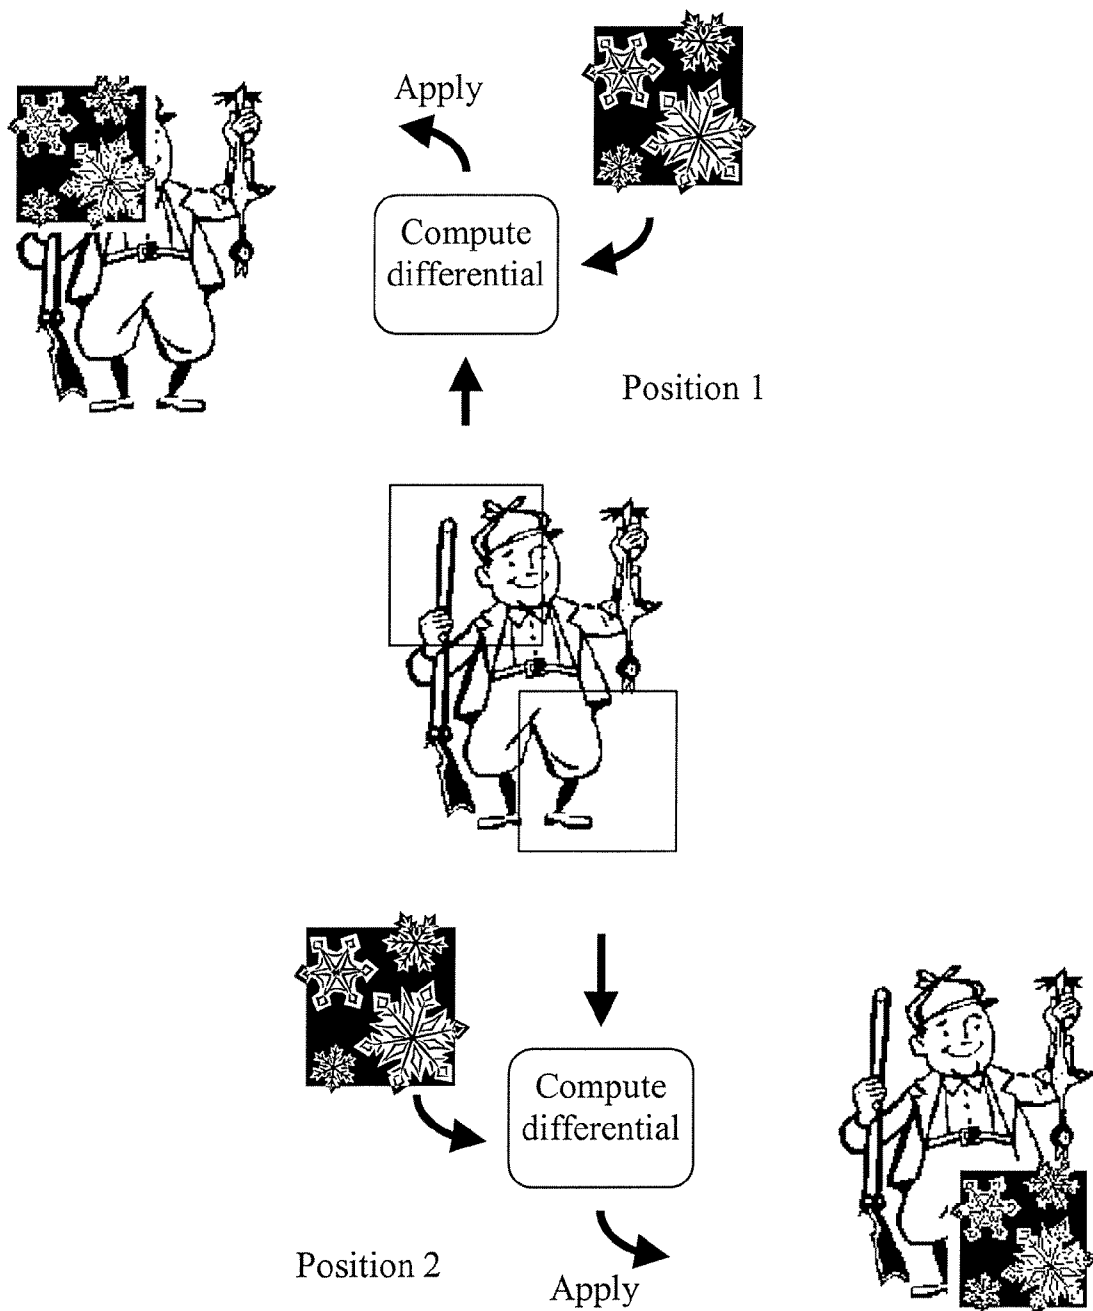 Apply
Compute
differential
Position 1
Compute
differential
Position 2
Apply